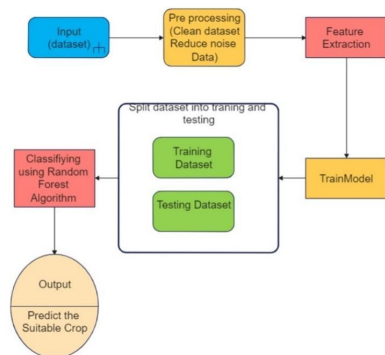 Input
(dataset)
Pre processing
(Clean dataset
Reduce noise
Data)
Feature
Extraction
TrainModel
Split dataset into traning and
testing
Training
Dataset
Testing Dataset
Classifiying
using Random
Forest
Algorithm
Output
Predict the
Suitable Crop